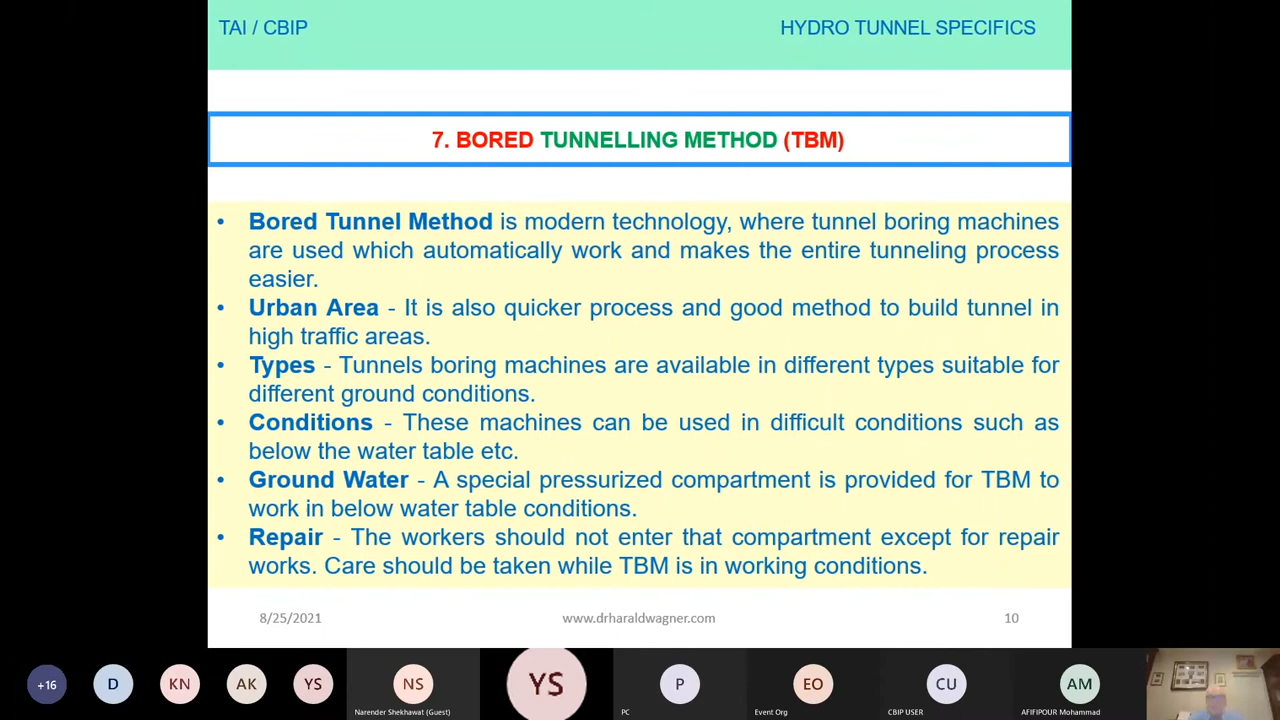 TAI / CBIP
HYDRO TUNNEL SPECIFICS
7. BORED TUNNELLING METHOD (TBM)
• Bored Tunnel Method is modern technology, where tunnel boring machines
are used which automatically work and makes the entire tunneling process
easier.
• Urban Area - It is also quicker process and good method to build tunnel in
high traffic areas.
• Types - Tunnels boring machines are available in different types suitable for
different ground conditions.
• Conditions - These machines can be used in difficult conditions such as
below the water table etc.
• Ground Water - A special pressurized compartment is provided for TBM to
work in below water table conditions.
• Repair - The workers should not enter that compartment except for repair
works. Care should be taken while TBM is in working conditions.
8/25/2021
www.drharaldwagner.com
10
+16
D
KN
AK
YS
NS
YS
P
EO
CU
AM
Narender Shekhawat (Guest)
PC
Event Org
CBIP USER
AFIFIPOUR Mohammad